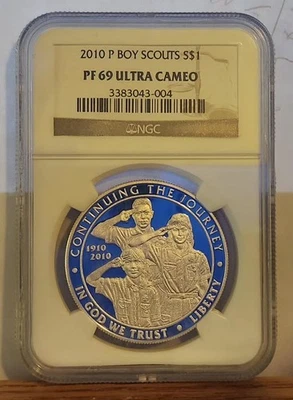 2010 P BOY SCOUTS S$1
PF 69 ULTRA CAMEO
3383043-004
NGC
CONTINUING THE JOURNEY
1910
2010
IN GOD WE TRUST • LIBERTY